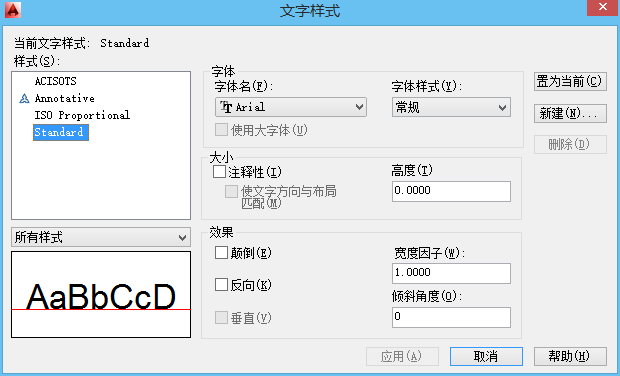 文字样式
当前文字样式: Standard
样式(S):
ACISOTS
Annotative
ISO Proportional
Standard
所有样式
AaBbCcD
字体
字体名(F):
Arial
使用大字体(U)
字体样式(Y):
常规
大小
注释性(I)
使文字方向与布局
匹配(M)
高度(T)
0.0000
效果
颠倒(E)
反向(K)
垂直(V)
宽度因子(W):
1.0000
倾斜角度(O):
0
置为当前(C)
新建(N)...
删除(D)
应用(A)
取消
帮助(H)